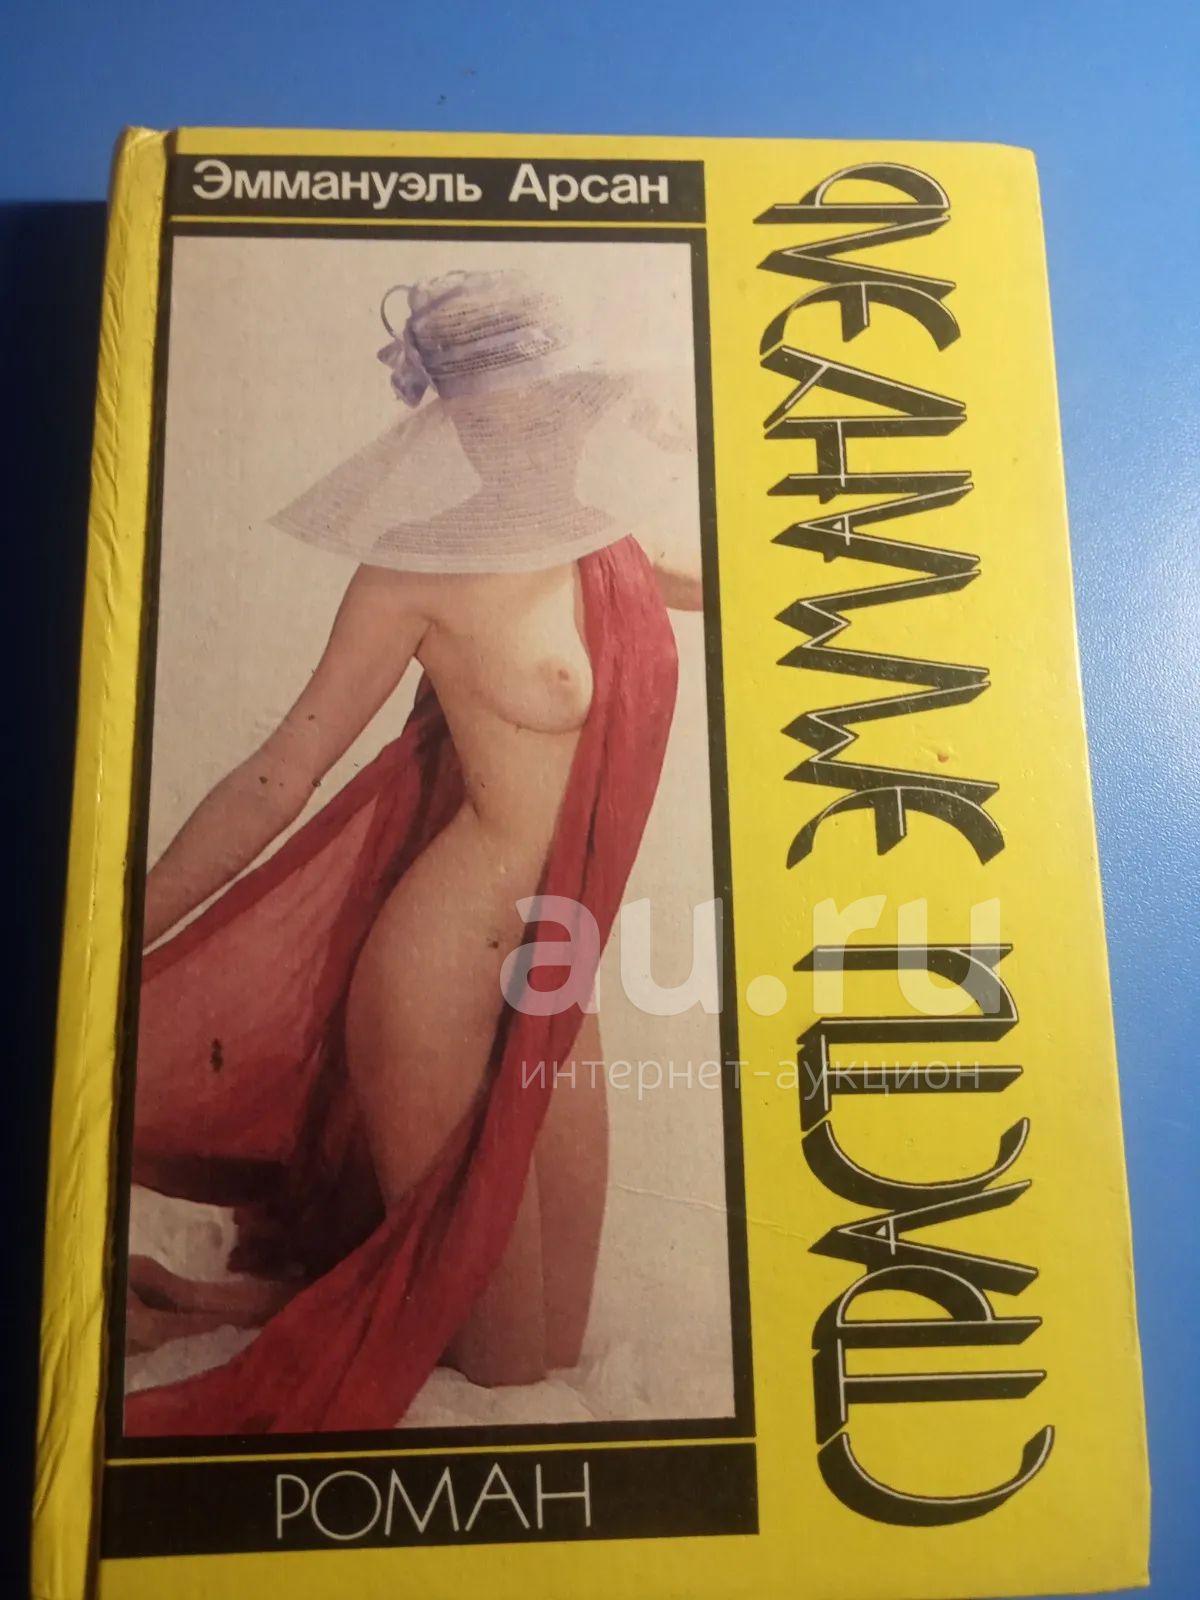 Эммануэль Арсан
СТРАСТИ ЭММАНУЭЛЬ
au.ru
интернет-аукцион
РОМАН